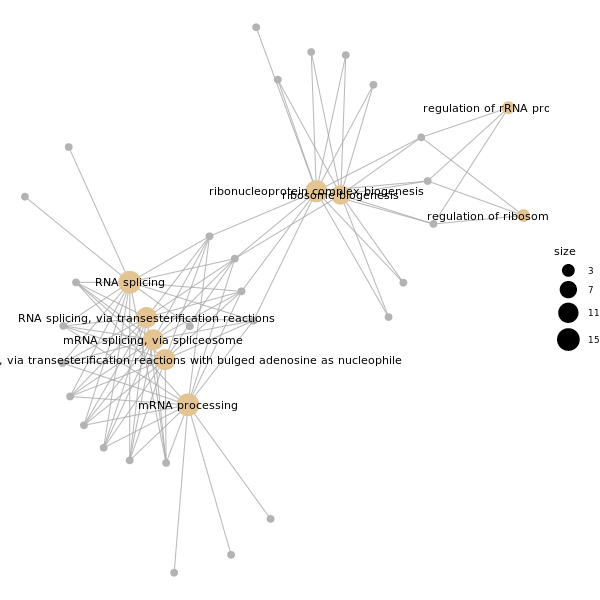 regulation of rRNA proc
ribonucleoprotein complex biogenesis
ribosome biogenesis
regulation of ribosom
size
3
7
11
15
RNA splicing
RNA splicing, via transesterification reactions
mRNA splicing, via spliceosome
, via transesterification reactions with bulged adenosine as nucleophile
mRNA processing